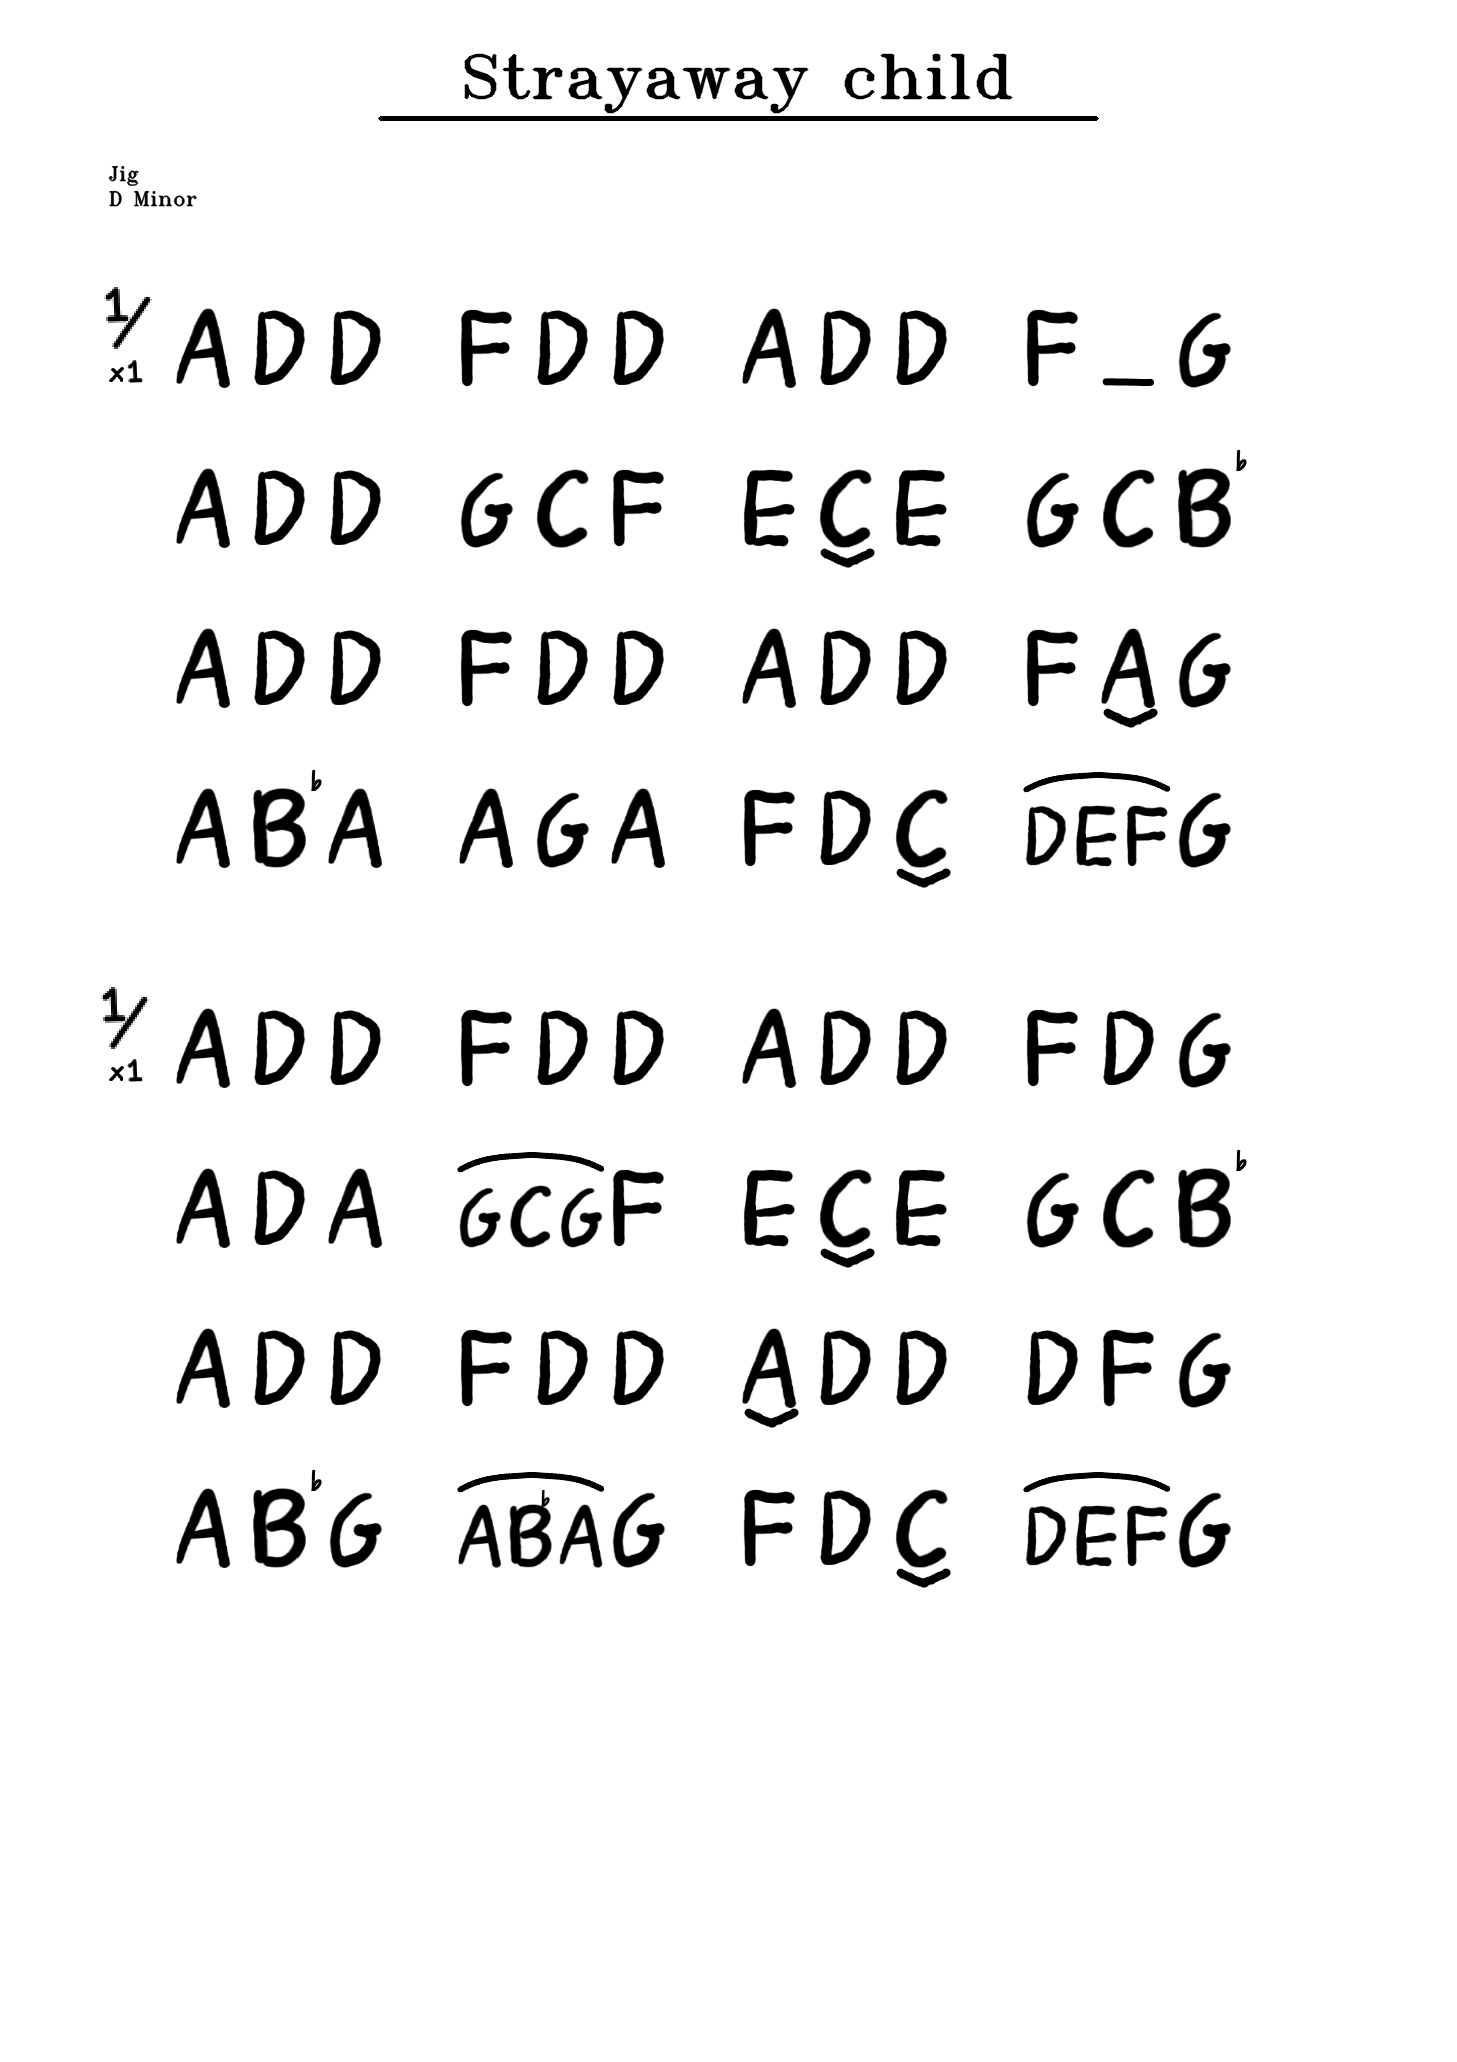 Strayaway child
Jig
D Minor
1/ x1 ADD FDD ADD F_G
ADD GCF ECE GCB♭
ADD FDD ADD FAG
AB♭A AGA FDC DEFG
1/ x1 ADD FDD ADD FDG
ADA GCGF ECE GCB♭
ADD FDD ADD DFG
AB♭G AB♭AG FDC DEFG